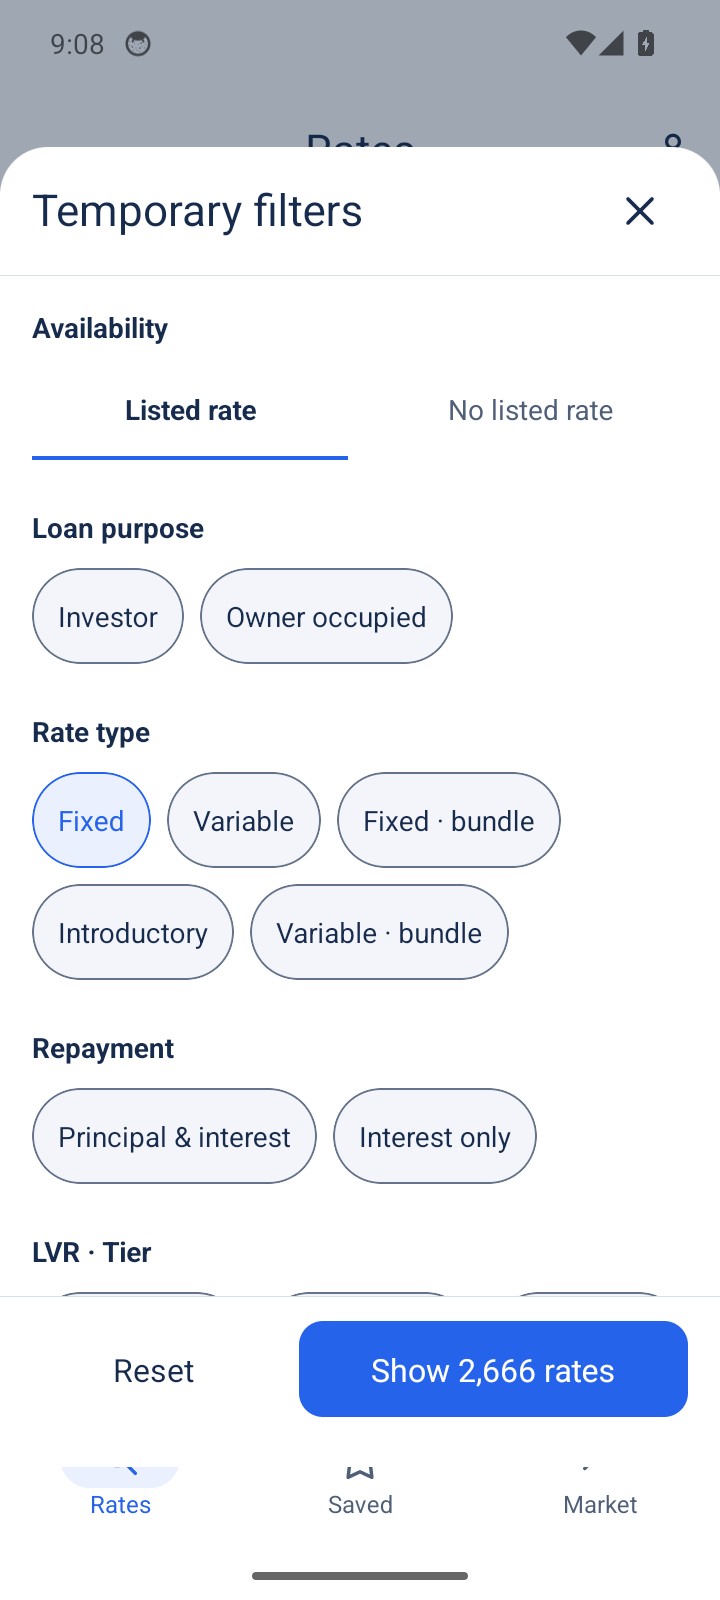 9:08
Rates
Temporary filters
Availability
Listed rate
No listed rate
Loan purpose
Investor
Owner occupied
Rate type
Fixed
Variable
Fixed · bundle
Introductory
Variable · bundle
Repayment
Principal & interest
Interest only
LVR · Tier
Reset
Show 2,666 rates
Rates
Saved
Market